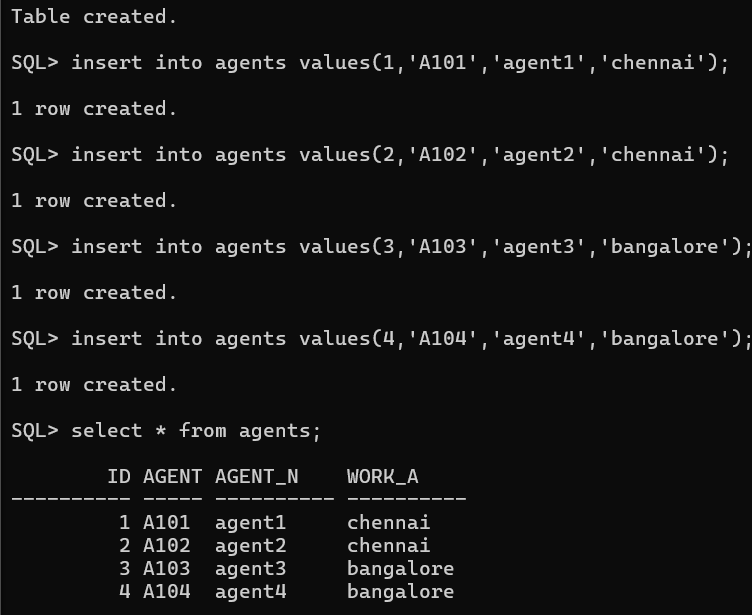 Table created.
SQL> insert into agents values(1,'A101','agent1','chennai');
1 row created.
SQL> insert into agents values(2,'A102','agent2','chennai');
1 row created.
SQL> insert into agents values(3,'A103','agent3','bangalore');
1 row created.
SQL> insert into agents values(4,'A104','agent4','bangalore');
1 row created.
SQL> select * from agents;
        ID AGENT AGENT_N    WORK_A
---------- ----- ---------- ----------
         1 A101  agent1     chennai
         2 A102  agent2     chennai
         3 A103  agent3     bangalore
         4 A104  agent4     bangalore